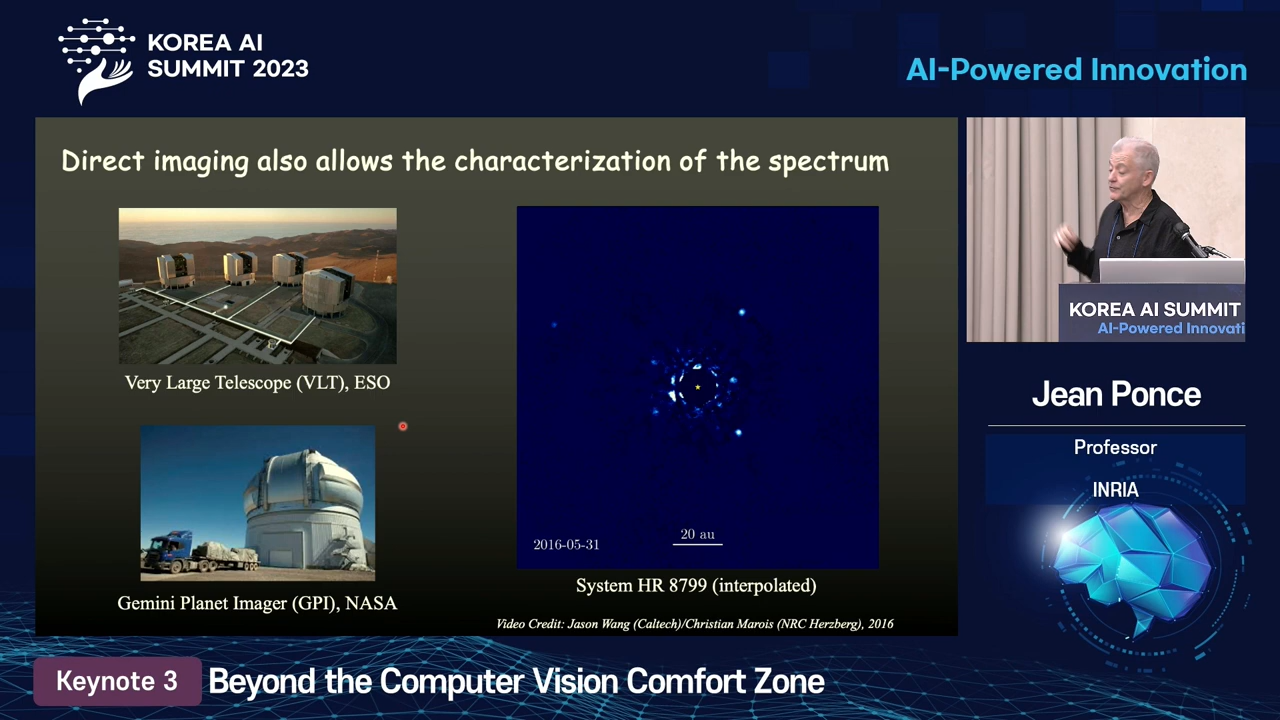 KOREA AI
SUMMIT 2023
AI-Powered Innovation
Direct imaging also allows the characterization of the spectrum
Very Large Telescope (VLT), ESO
Gemini Planet Imager (GPI), NASA
2016-05-31
20 au
System HR 8799 (interpolated)
Video Credit: Jason Wang (Caltech)/Christian Marois (NRC Herzberg), 2016
KOREA AI SUMMIT
AI-Powered Innovati
Jean Ponce
Professor
INRIA
Keynote 3
Beyond the Computer Vision Comfort Zone